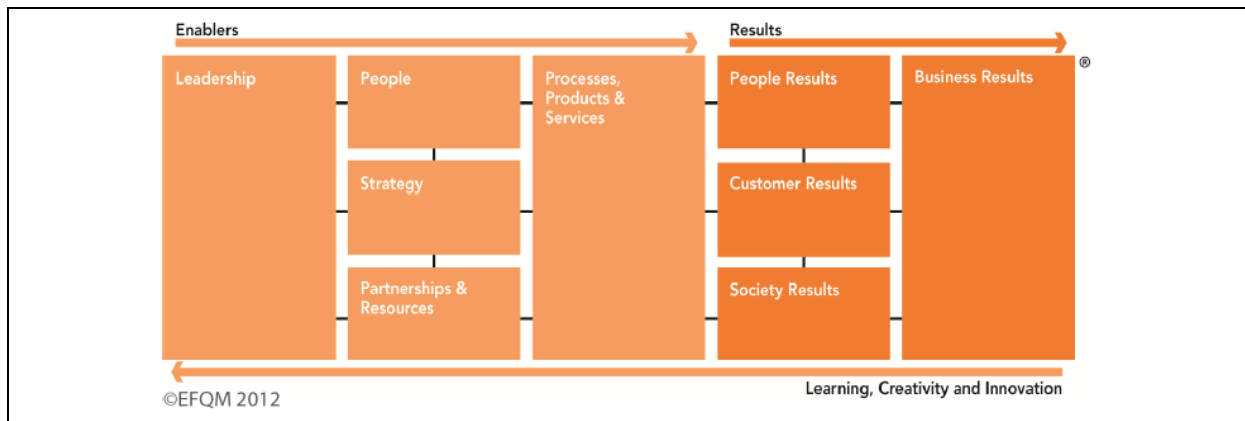 Enablers
Results
Leadership
People
Processes,
Products &
Services
People Results
Business Results
®
Strategy
Customer Results
Partnerships &
Resources
Society Results
Learning, Creativity and Innovation
©EFQM 2012